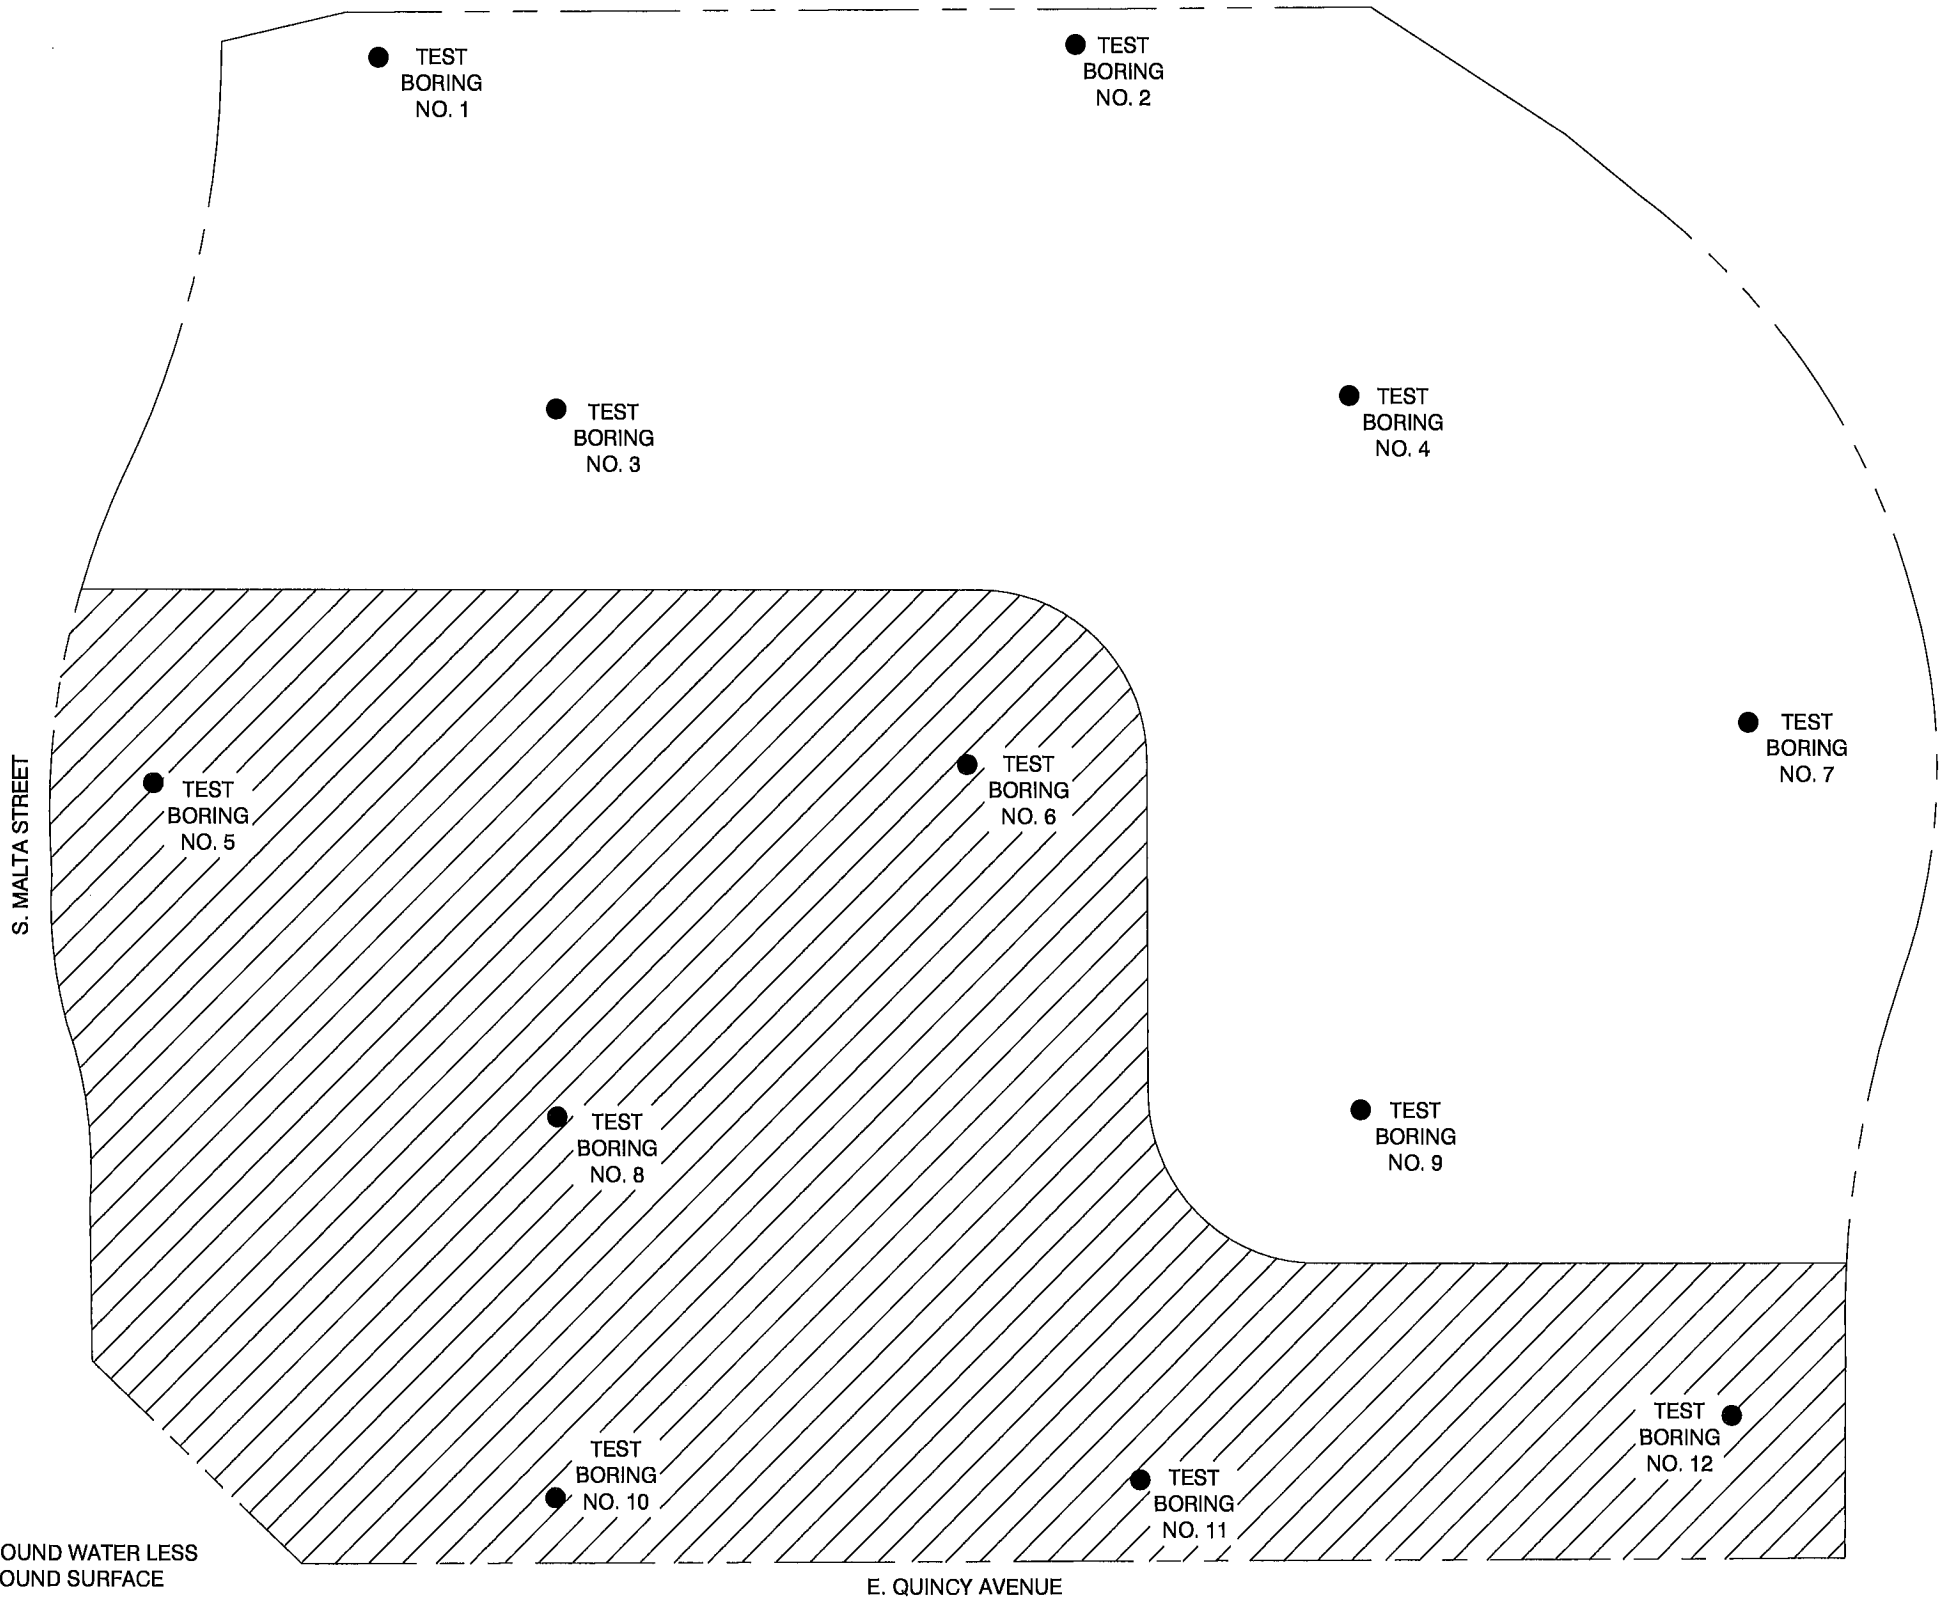 TEST
BORING
NO. 1
TEST
BORING
NO. 2
TEST
BORING
NO. 3
TEST
BORING
NO. 4
TEST
BORING
NO. 5
TEST
BORING
NO. 6
TEST
BORING
NO. 7
S. MALTA STREET
TEST
BORING
NO. 8
TEST
BORING
NO. 9
TEST
BORING
NO. 10
TEST
BORING
NO. 11
TEST
BORING
NO. 12
OUND WATER LESS
OUND SURFACE
E. QUINCY AVENUE